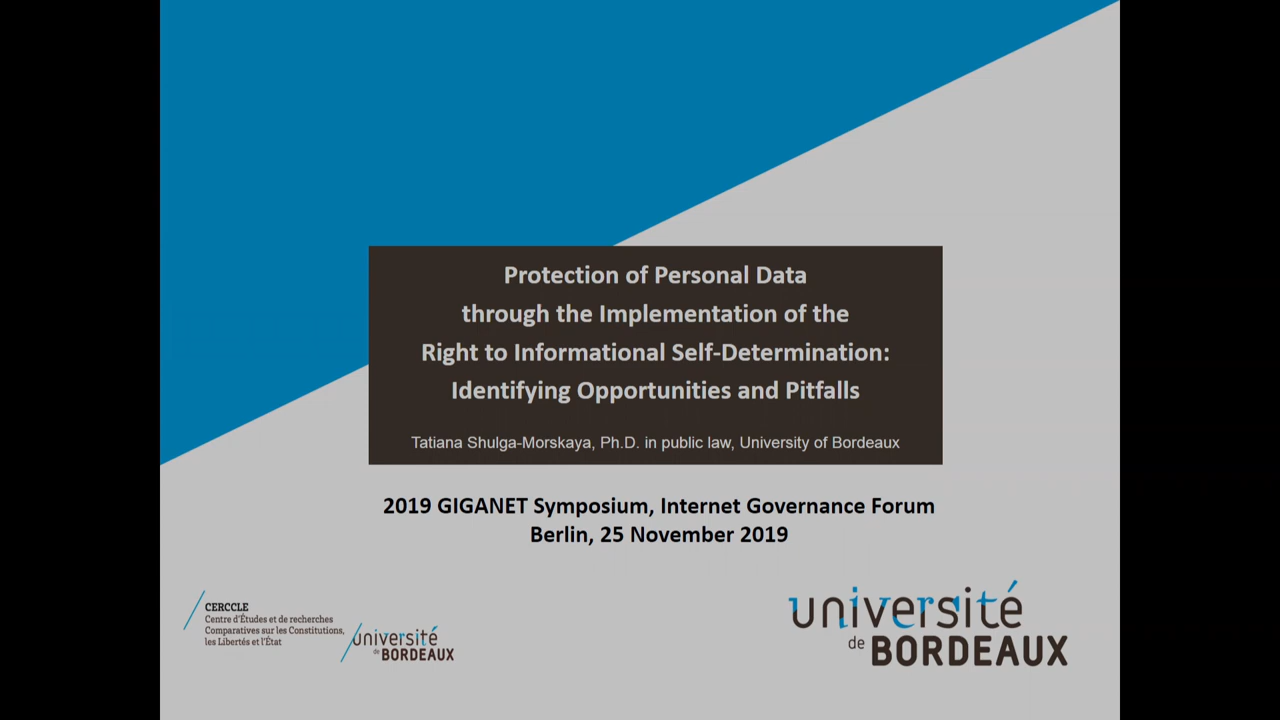 Protection of Personal Data
through the Implementation of the
Right to Informational Self-Determination:
Identifying Opportunities and Pitfalls
Tatiana Shulga-Morskaya, Ph.D. in public law, University of Bordeaux
2019 GIGANET Symposium, Internet Governance Forum
Berlin, 25 November 2019
CERCCLE
Centre d'Études et de recherches
Comparatives sur les Constitutions,
les Libertés et l'État
université
de BORDEAUX
université
de BORDEAUX